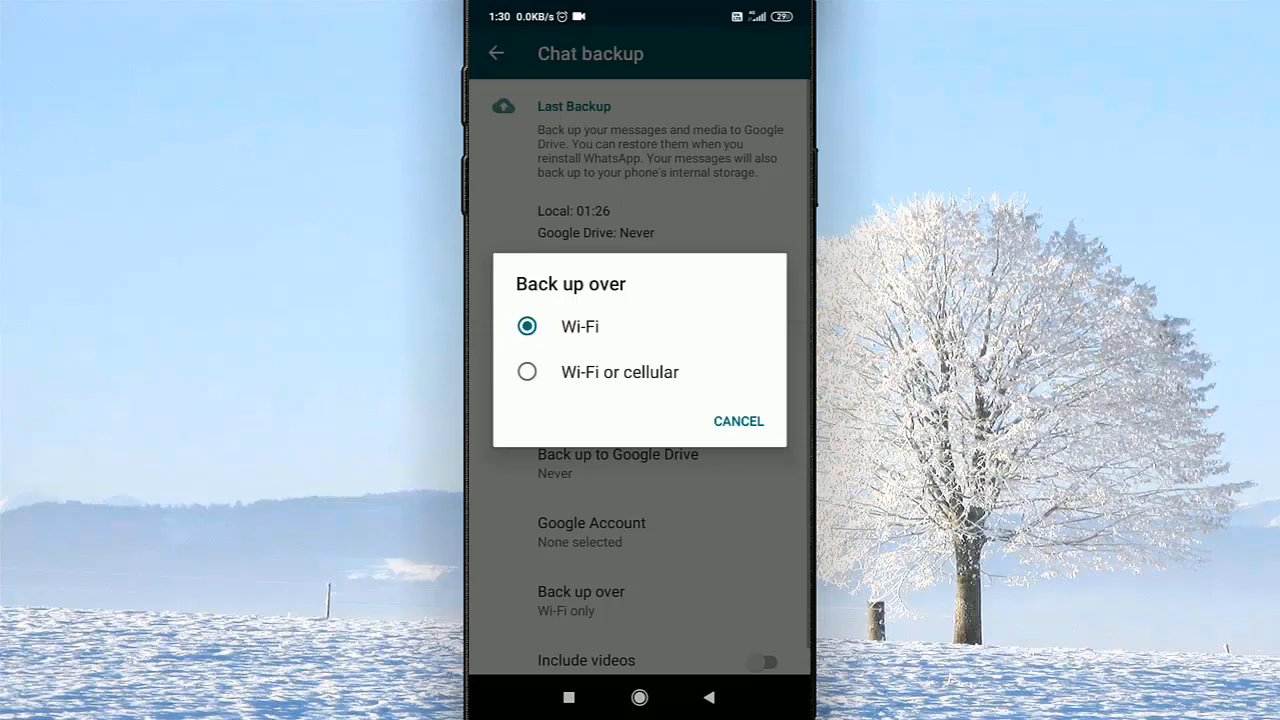 1:30 0.0KB/s
4G 29
Chat backup
Last Backup
Back up your messages and media to Google
Drive. You can restore them when you
reinstall WhatsApp. Your messages will also
back up to your phone's internal storage.
Local: 01:26
Google Drive: Never
Back up over
Wi-Fi
Wi-Fi or cellular
CANCEL
Back up to Google Drive
Never
Google Account
None selected
Back up over
Wi-Fi only
Include videos